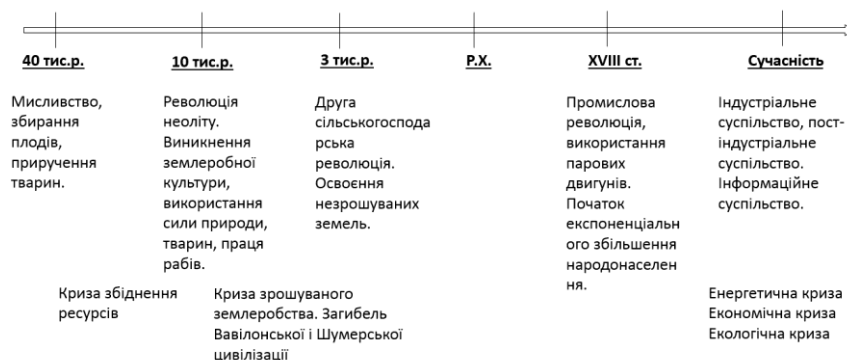 40 тис.р.
10 тис.р.
3 тис.р.
Р.Х.
XVIII ст.
Сучасність
Мисливство,
збирання
плодів,
приручення
тварин.
Революція
неоліту.
Виникнення
землеробної
культури,
використання
сили природи,
тварин, праця
рабів.
Друга
сільськогоспода
рська
революція.
Освоєння
незрошуваних
земель.
Промислова
революція,
використання
парових
двигунів.
Початок
експоненціаль
ного збільшення
народонаселен
ня.
Індустріальне
суспільство, пост-
індустріальне
суспільство.
Інформаційне
суспільство.
Криза збіднення
ресурсів
Криза зрошуваного
землеробства. Загибель
Вавілонської і Шумерської
цивілізації
Енергетична криза
Економічна криза
Екологічна криза